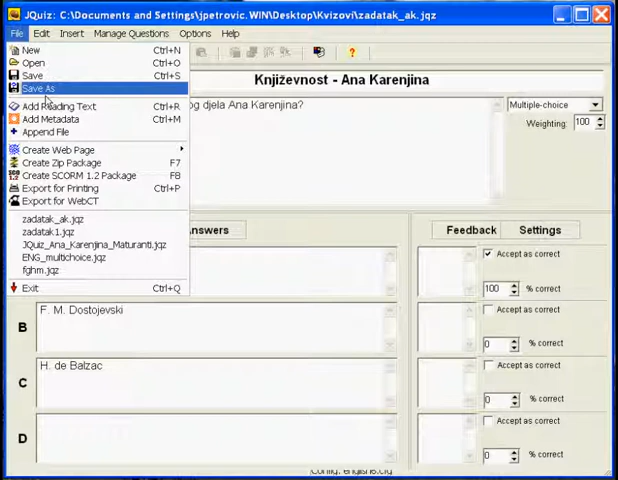 JQuiz: C:\Documents and Settings\jpetrovic.WIN\Desktop\Kvizovi\zadatak_ak.jqz
File Edit Insert Manage Questions Options Help
New Ctrl+N
Open Ctrl+O
Save Ctrl+S
Save As
Add Reading Text Ctrl+R
Add Metadata Ctrl+M
Append File
Create Web Page
Create Zip Package F7
Create SCORM 1.2 Package F8
Export for Printing Ctrl+P
Export for WebCT
zadatak_ak.jqz
zadatak1.jqz
JQuiz_Ana_Karenjina_Maturanti.jqz
ENG_multichoice.jqz
fghm.jqz
Exit Ctrl+Q
Književnost - Ana Karenjina
og djela Ana Karenjina?
Multiple-choice
Weighting: 100
Answers Feedback Settings
Accept as correct
100 % correct
B F. M. Dostojevski Accept as correct
0 % correct
C H. de Balzac Accept as correct
0 % correct
D Accept as correct
0 % correct